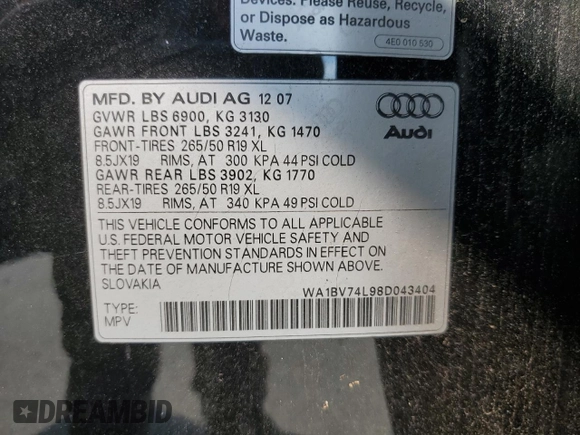 Devices. Please Reuse, Recycle,
or Dispose as Hazardous
Waste.
4E0 010 530
MFD. BY AUDI AG 12 07
GVWR LBS 6900, KG 3130
GAWR FRONT LBS 3241, KG 1470
FRONT-TIRES 265/50 R19 XL
8.5JX19 RIMS, AT 300 KPA 44 PSI COLD
GAWR REAR LBS 3902, KG 1770
REAR-TIRES 265/50 R19 XL
8.5JX19 RIMS, AT 340 KPA 49 PSI COLD
Audi
THIS VEHICLE CONFORMS TO ALL APPLICABLE
U.S. FEDERAL MOTOR VEHICLE SAFETY AND
THEFT PREVENTION STANDARDS IN EFFECT ON
THE DATE OF MANUFACTURE SHOWN ABOVE.
SLOVAKIA
WA1BV74L98D043404
TYPE:
MPV
DREAMBID